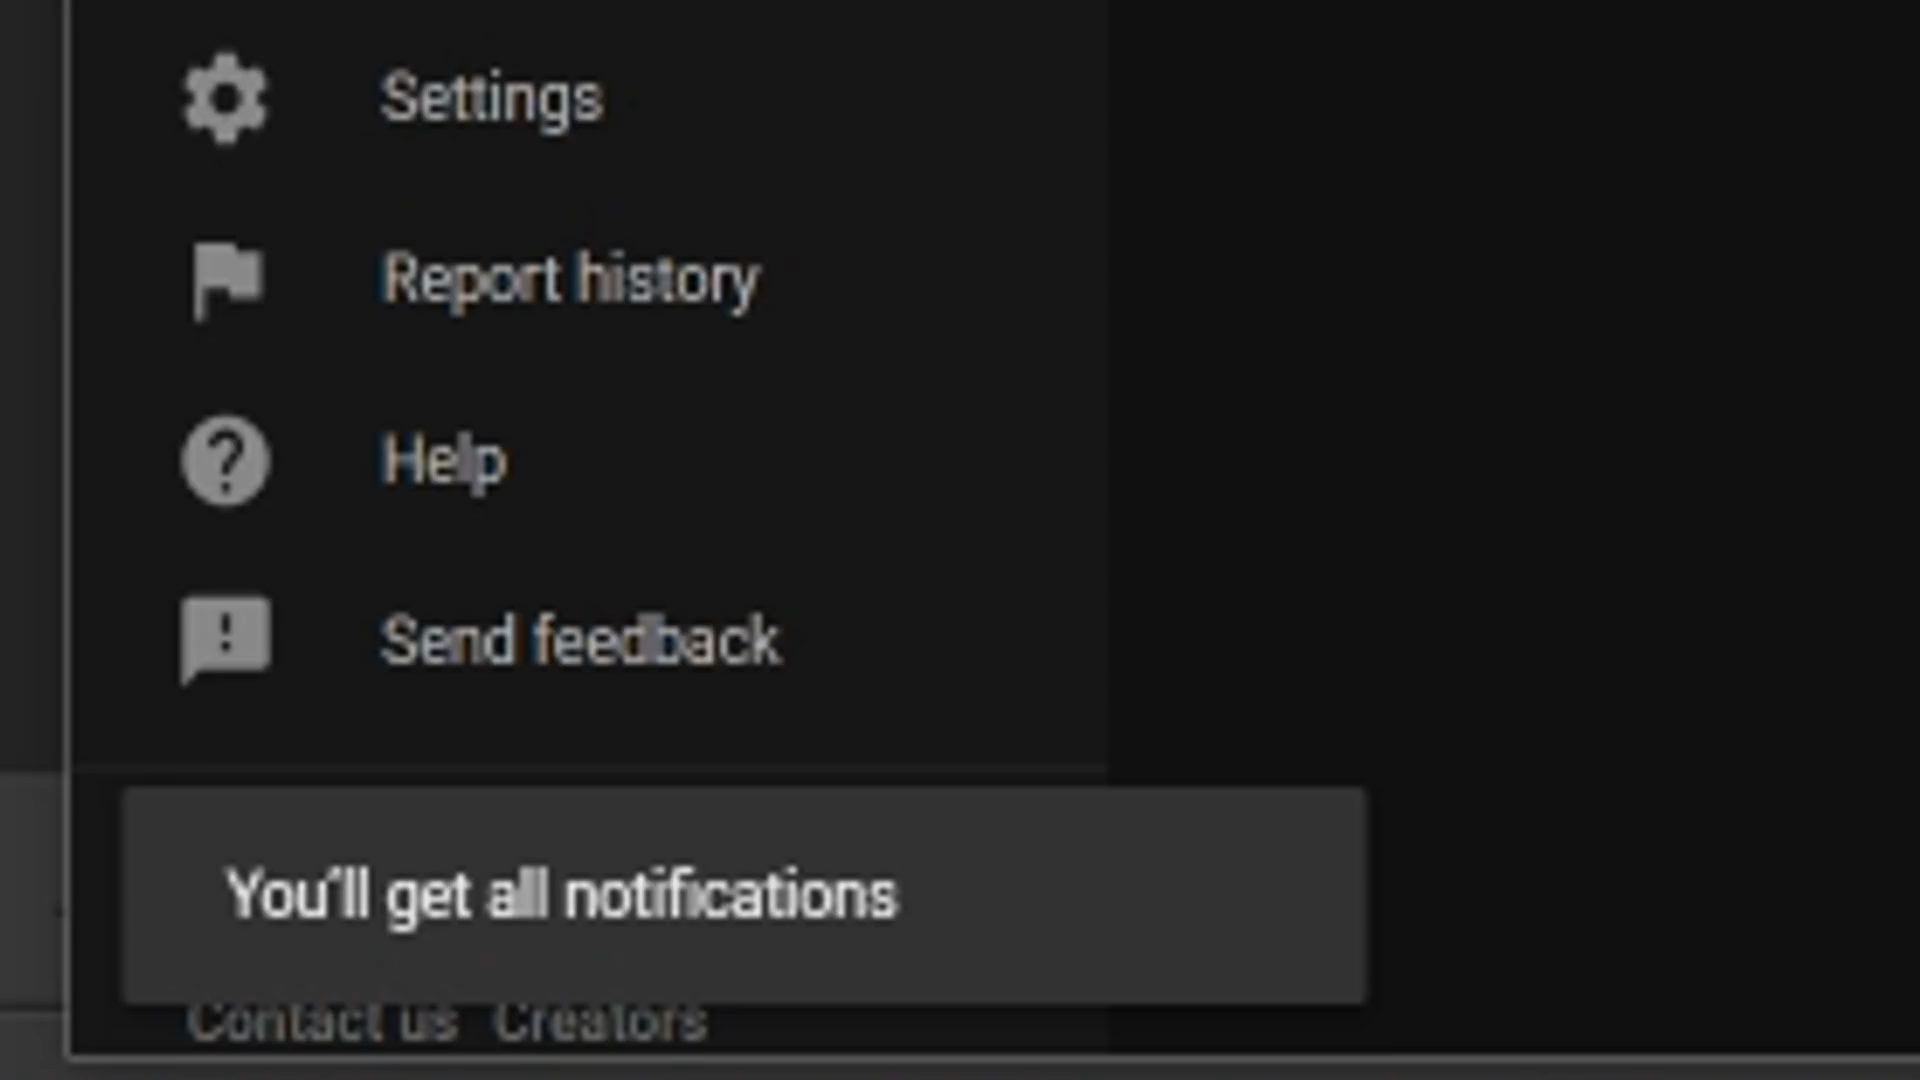 Settings
Report history
Help
Send feedback
You'll get all notifications
Contact us Creators